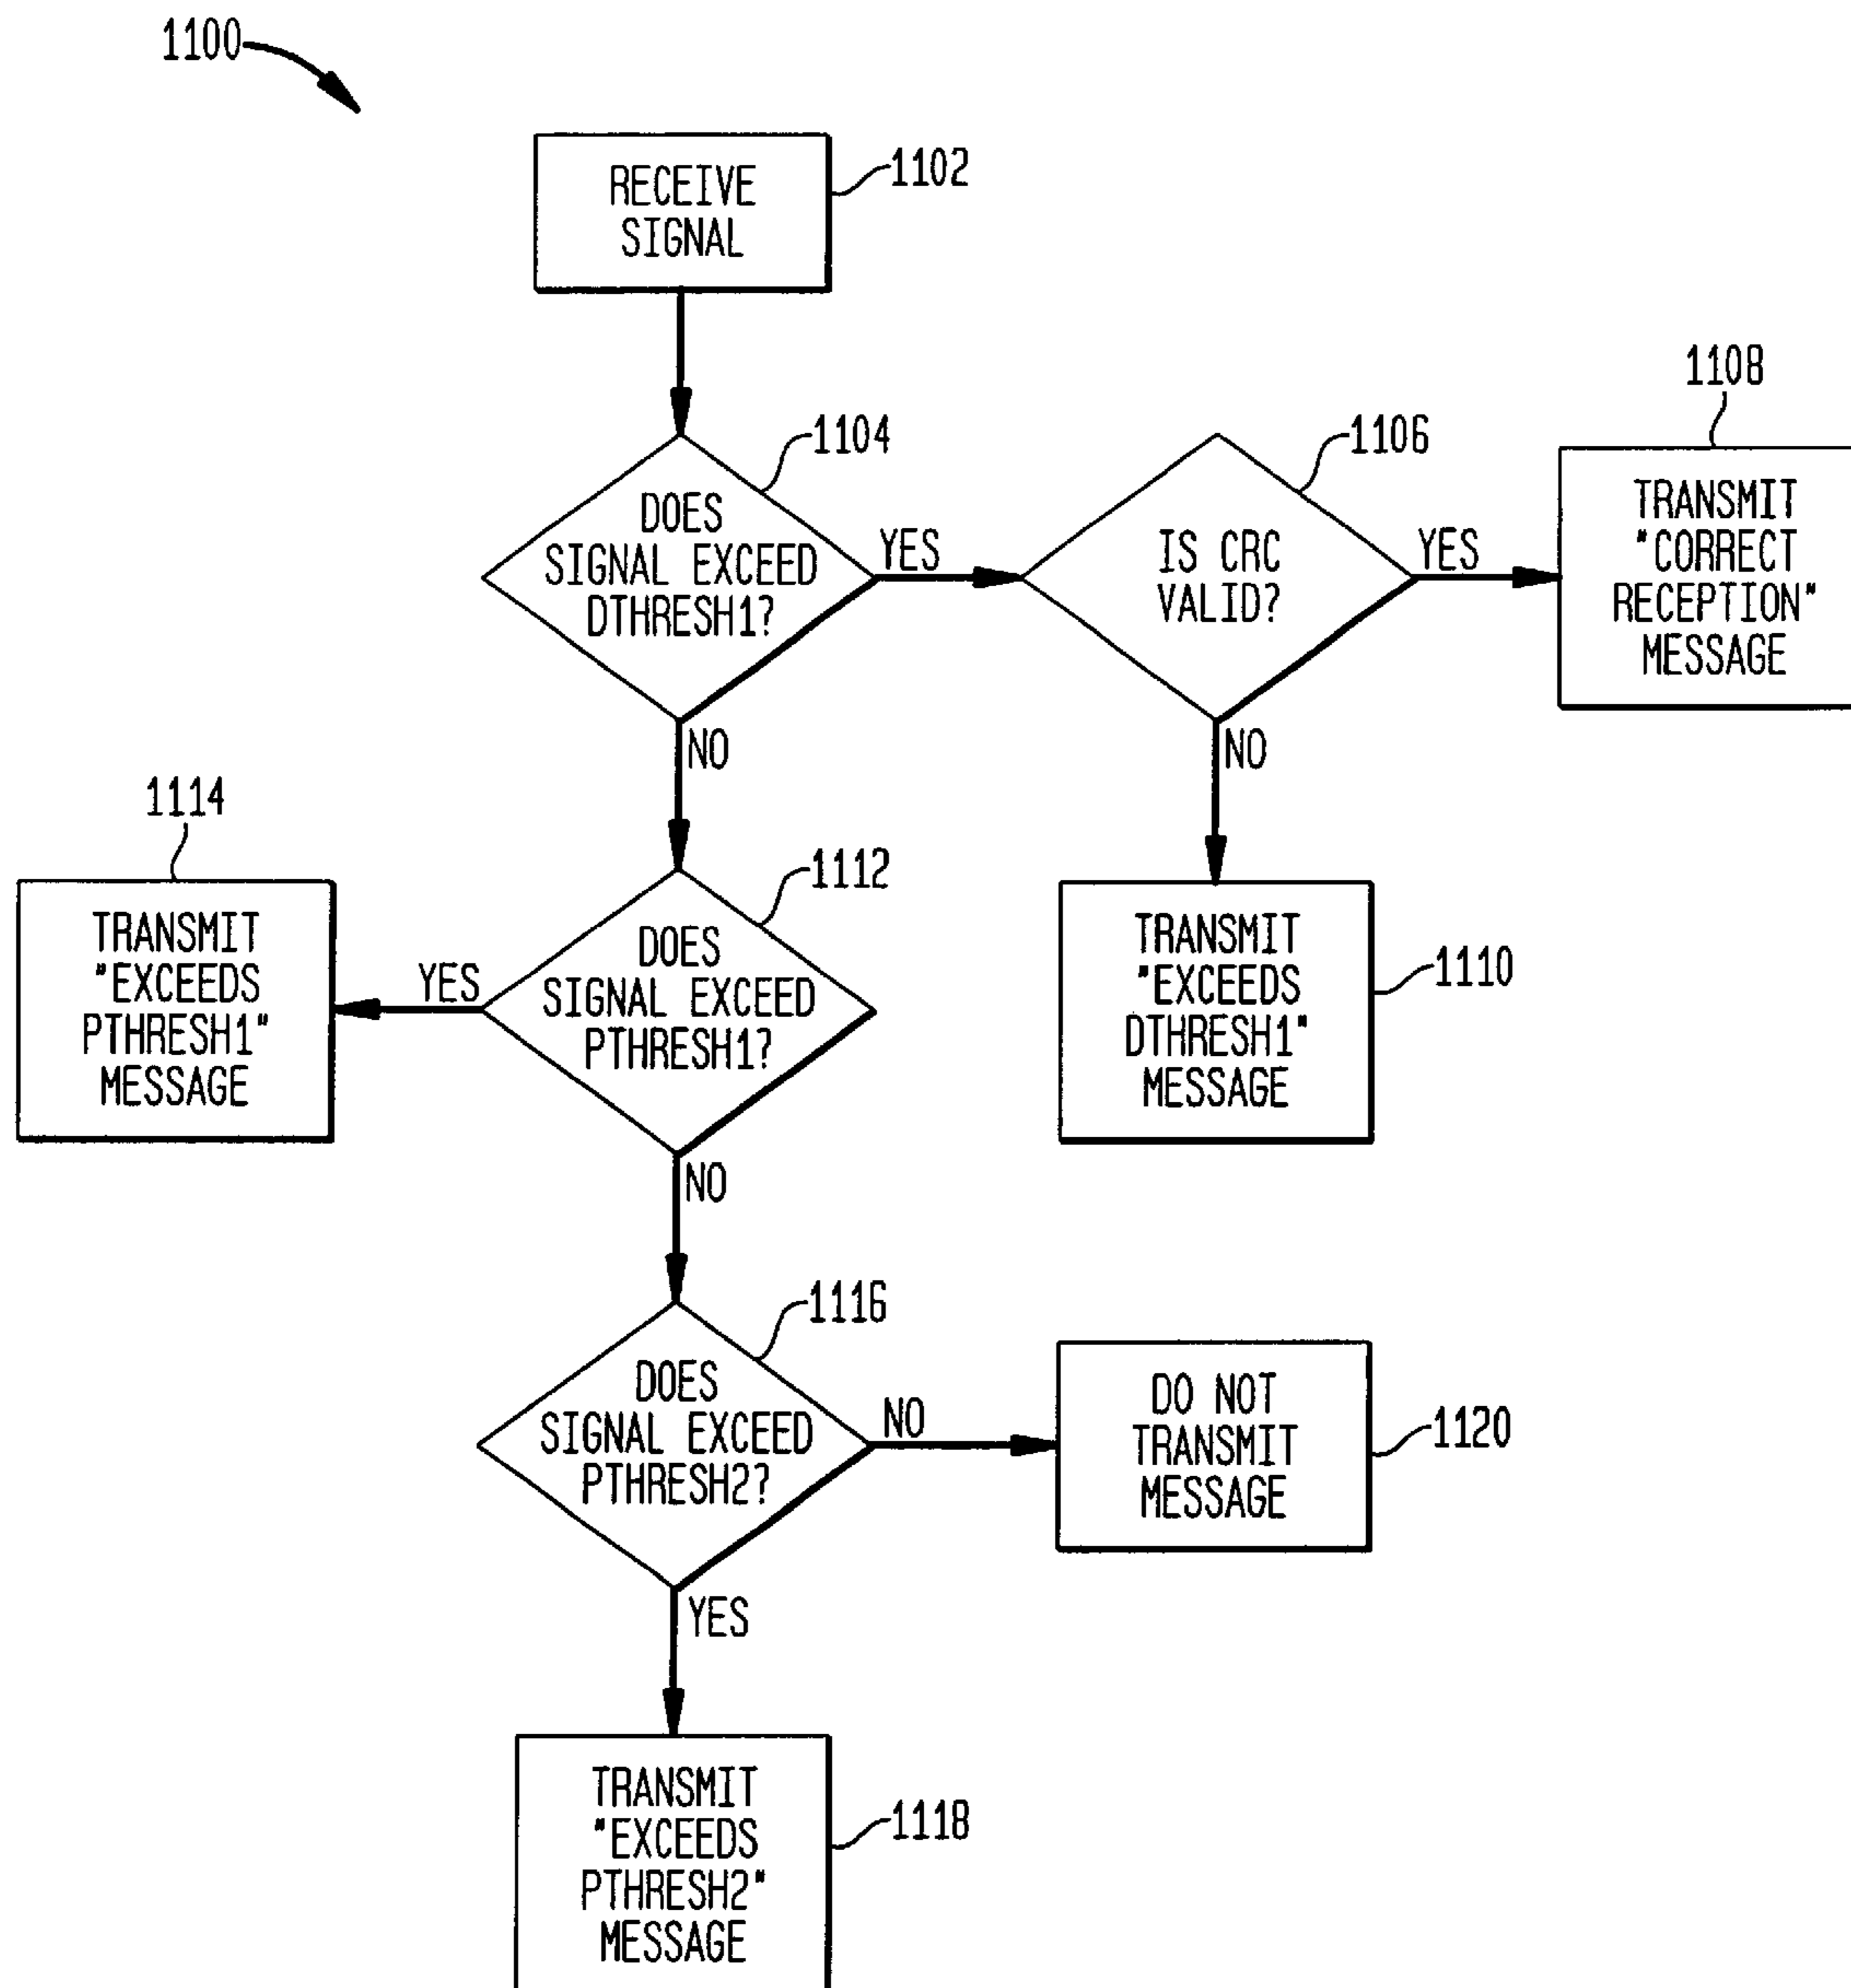 1100
RECEIVE
SIGNAL
1102
DOES
SIGNAL EXCEED
DTHRESH1?
1104
YES
NO
IS CRC
VALID?
1106
YES
NO
1108
TRANSMIT
"CORRECT
RECEPTION"
MESSAGE
1114
TRANSMIT
"EXCEEDS
PTHRESH1"
MESSAGE
YES
DOES
SIGNAL EXCEED
PTHRESH1?
1112
NO
TRANSMIT
"EXCEEDS
DTHRESH1"
MESSAGE
1110
DOES
SIGNAL EXCEED
PTHRESH2?
1116
NO
YES
DO NOT
TRANSMIT
MESSAGE
1120
TRANSMIT
"EXCEEDS
PTHRESH2"
MESSAGE
1118